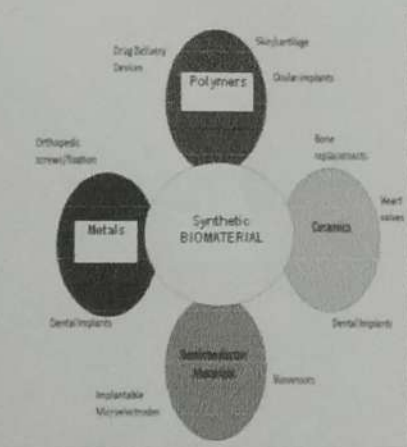 Skin/cartilage
Drug Delivery
Devices
Polymers
Ocular implants
Orthopedic
screws/fixation
Bone
replacements
Metals
Synthetic
BIOMATERIAL
Ceramics
Heart
valves
Dental Implants
Dental Implants
Semiconductor
Materials
Implantable
Microelectrodes
Biosensors